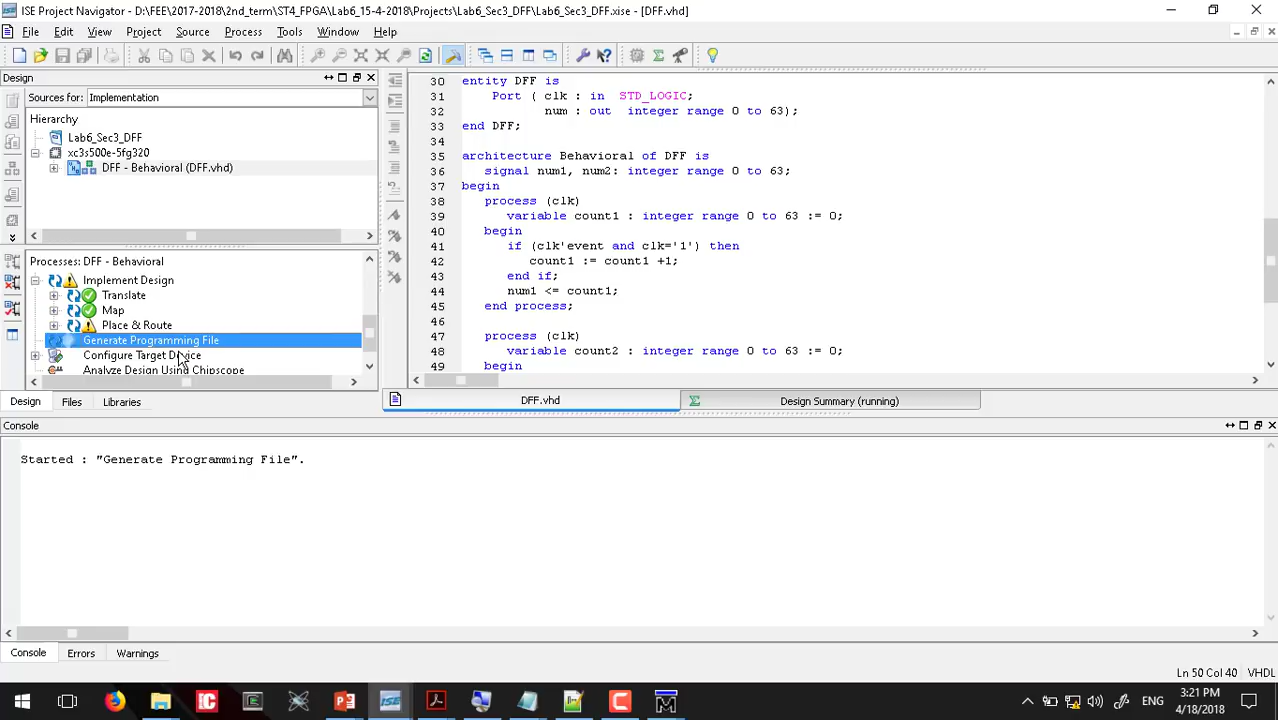 ISE Project Navigator - D:\FEE\2017-2018\2nd_term\ST4_FPGA\Lab6_15-4-2018\Projects\Lab6_Sec3_DFF\Lab6_Sec3_DFF.xise - [DFF.vhd]
File Edit View Project Source Process Tools Window Help
Design
Sources for: Implementation
Hierarchy
Lab6_Sec3_DFF
xc3s500e-5fg320
DFF - Behavioral (DFF.vhd)
Processes: DFF - Behavioral
Implement Design
Translate
Map
Place & Route
Generate Programming File
Configure Target Device
Analyze Design Using Chipscope
Design Files Libraries
30 entity DFF is
31 Port ( clk : in STD_LOGIC;
32 num : out integer range 0 to 63);
33 end DFF;
34
35 architecture Behavioral of DFF is
36 signal num1, num2: integer range 0 to 63;
37 begin
38 process (clk)
39 variable count1 : integer range 0 to 63 := 0;
40 begin
41 if (clk'event and clk='1') then
42 count1 := count1 +1;
43 end if;
44 num1 <= count1;
45 end process;
46
47 process (clk)
48 variable count2 : integer range 0 to 63 := 0;
49 begin
DFF.vhd Design Summary (running)
Console
Started : "Generate Programming File".
Console Errors Warnings
Ln 50 Col 40 VHDL
ENG
3:21 PM
4/18/2018